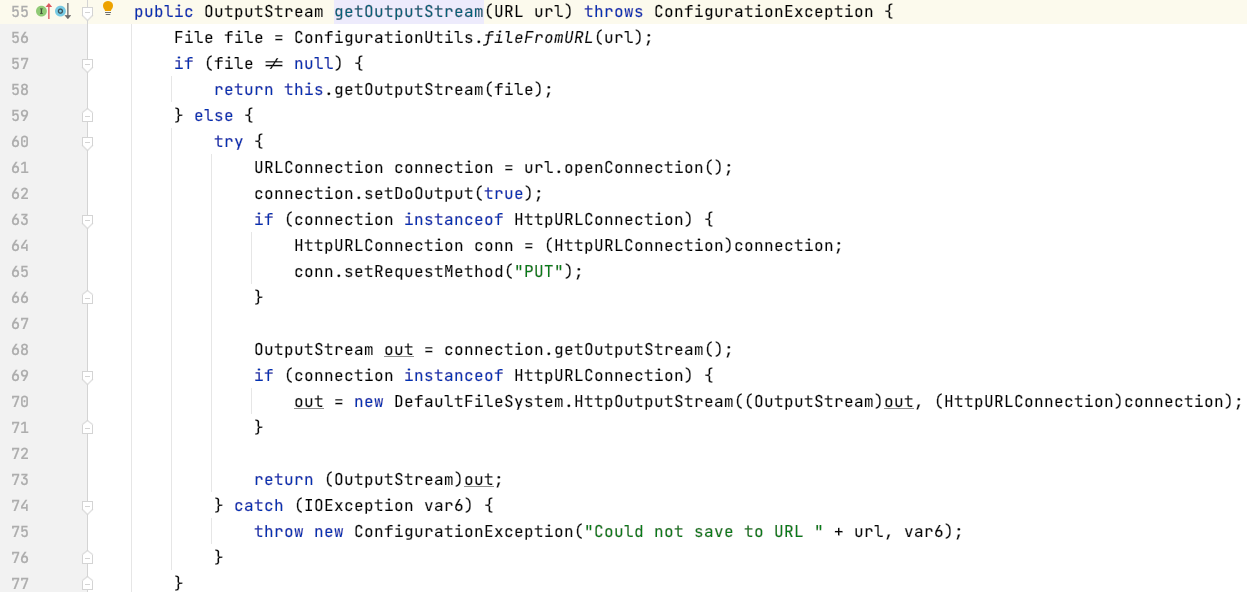 55 public OutputStream getOutputStream(URL url) throws ConfigurationException {
56 File file = ConfigurationUtils.fileFromURL(url);
57 if (file ≠ null) {
58 return this.getOutputStream(file);
59 } else {
60 try {
61 URLConnection connection = url.openConnection();
62 connection.setDoOutput(true);
63 if (connection instanceof HttpURLConnection) {
64 HttpURLConnection conn = (HttpURLConnection)connection;
65 conn.setRequestMethod("PUT");
66 }
67
68 OutputStream out = connection.getOutputStream();
69 if (connection instanceof HttpURLConnection) {
70 out = new DefaultFileSystem.HttpOutputStream((OutputStream)out, (HttpURLConnection)connection);
71 }
72
73 return (OutputStream)out;
74 } catch (IOException var6) {
75 throw new ConfigurationException("Could not save to URL " + url, var6);
76 }
77 }